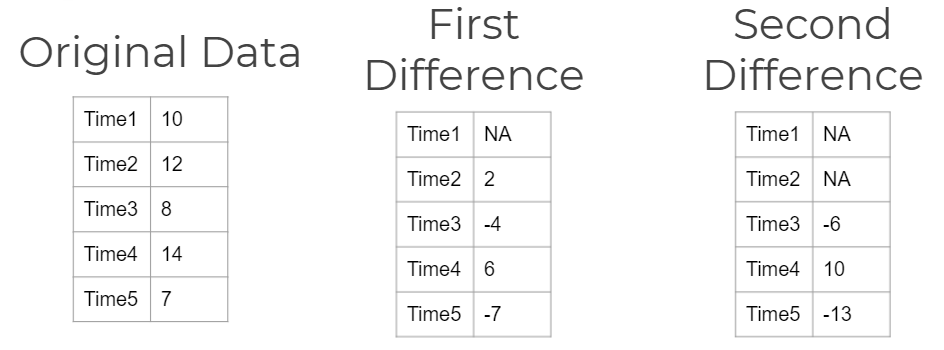 Original Data
Time1 10
Time2 12
Time3 8
Time4 14
Time5 7
First
Difference
Time1 NA
Time2 2
Time3 -4
Time4 6
Time5 -7
Second
Difference
Time1 NA
Time2 NA
Time3 -6
Time4 10
Time5 -13